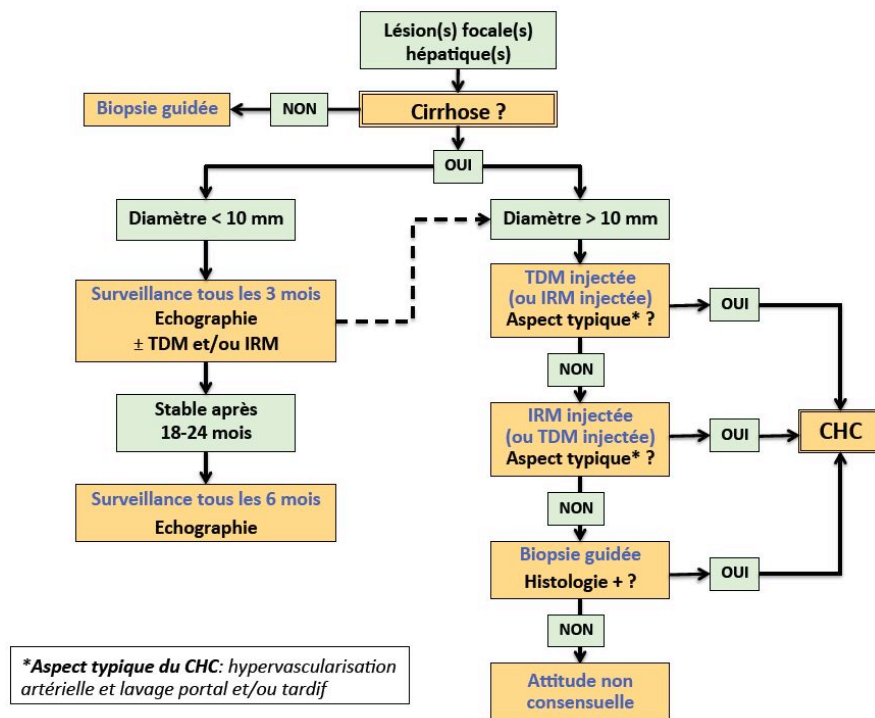 Lésion(s) focale(s)
hépatique(s)
Biopsie guidée
NON
Cirrhose ?
OUI
Diamètre < 10 mm
Diamètre > 10 mm
Surveillance tous les 3 mois
Echographie
± TDM et/ou IRM
TDM injectée
(ou IRM injectée)
Aspect typique* ?
OUI
NON
Stable après
18-24 mois
IRM injectée
(ou TDM injectée)
Aspect typique* ?
OUI
CHC
Surveillance tous les 6 mois
Echographie
NON
Biopsie guidée
Histologie + ?
OUI
NON
*Aspect typique du CHC: hypervascularisation
artérielle et lavage portal et/ou tardif
Attitude non
consensuelle